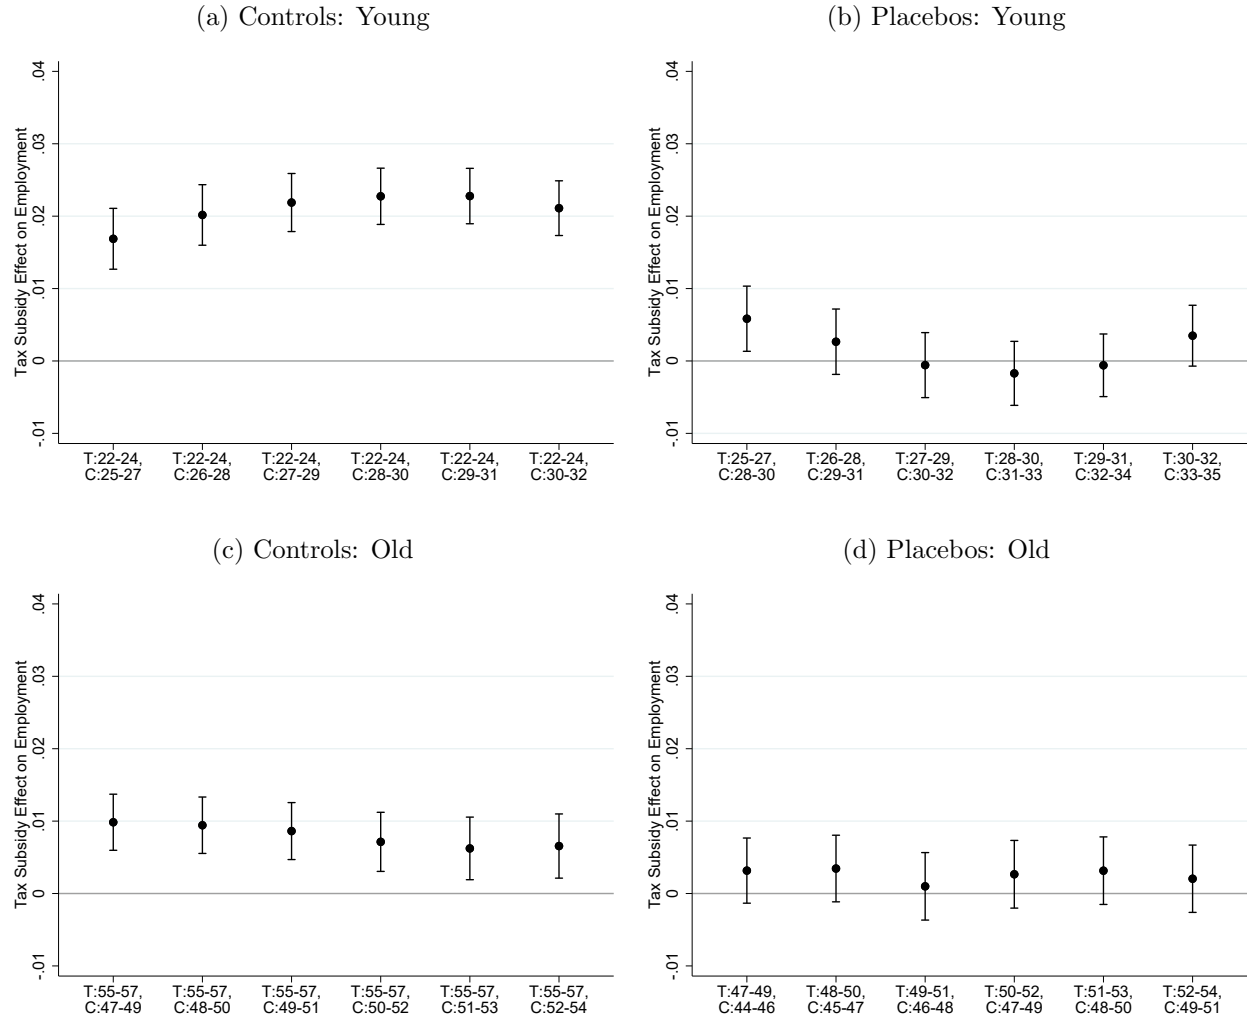 (a) Controls: Young
Tax Subsidy Effect on Employment
.04
.03
.02
.01
0
-.01
T:22-24, T:22-24, T:22-24, T:22-24, T:22-24, T:22-24,
C:25-27 C:26-28 C:27-29 C:28-30 C:29-31 C:30-32
(b) Placebos: Young
Tax Subsidy Effect on Employment
.04
.03
.02
.01
0
-.01
T:25-27, T:26-28, T:27-29, T:28-30, T:29-31, T:30-32,
C:28-30 C:29-31 C:30-32 C:31-33 C:32-34 C:33-35
(c) Controls: Old
Tax Subsidy Effect on Employment
.04
.03
.02
.01
0
-.01
T:55-57, T:55-57, T:55-57, T:55-57, T:55-57, T:55-57,
C:47-49 C:48-50 C:49-51 C:50-52 C:51-53 C:52-54
(d) Placebos: Old
Tax Subsidy Effect on Employment
.04
.03
.02
.01
0
-.01
T:47-49, T:48-50, T:49-51, T:50-52, T:51-53, T:52-54,
C:44-46 C:45-47 C:46-48 C:47-49 C:48-50 C:49-51